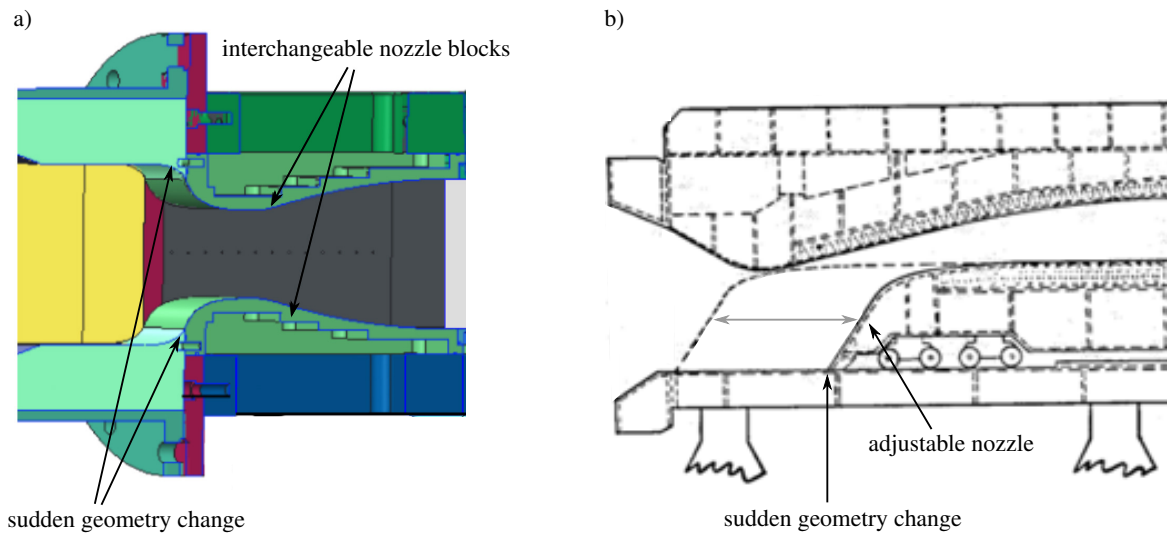 a)
interchangeable nozzle blocks
sudden geometry change
b)
adjustable nozzle
sudden geometry change